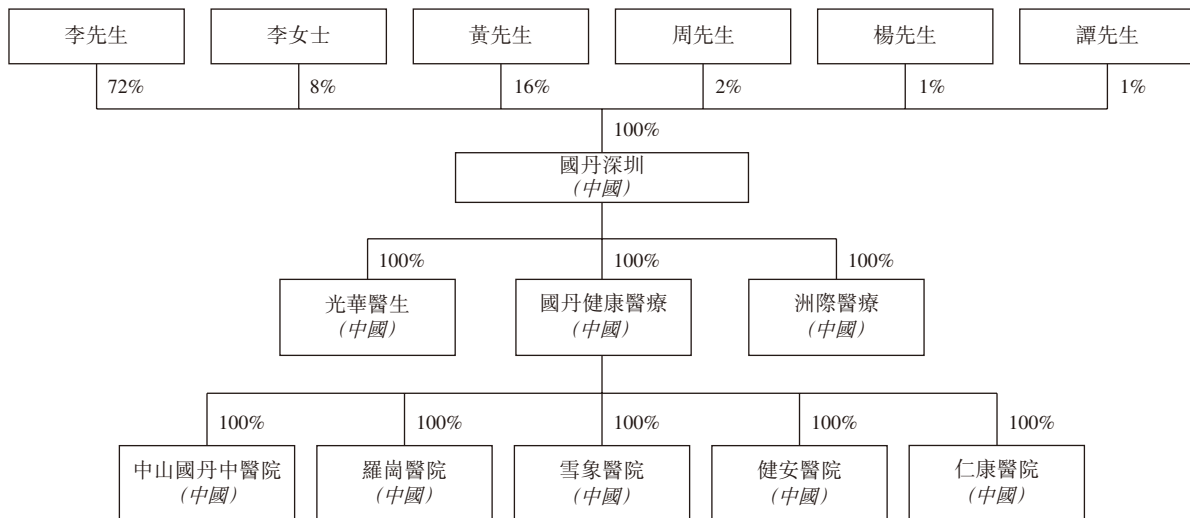 李先生
李女士
黃先生
周先生
楊先生
譚先生
72%
8%
16%
2%
1%
1%
100%
國丹深圳
(中國)
100%
100%
100%
光華醫生
(中國)
國丹健康醫療
(中國)
洲際醫療
(中國)
100%
100%
100%
100%
100%
中山國丹中醫院
(中國)
羅崗醫院
(中國)
雪象醫院
(中國)
健安醫院
(中國)
仁康醫院
(中國)